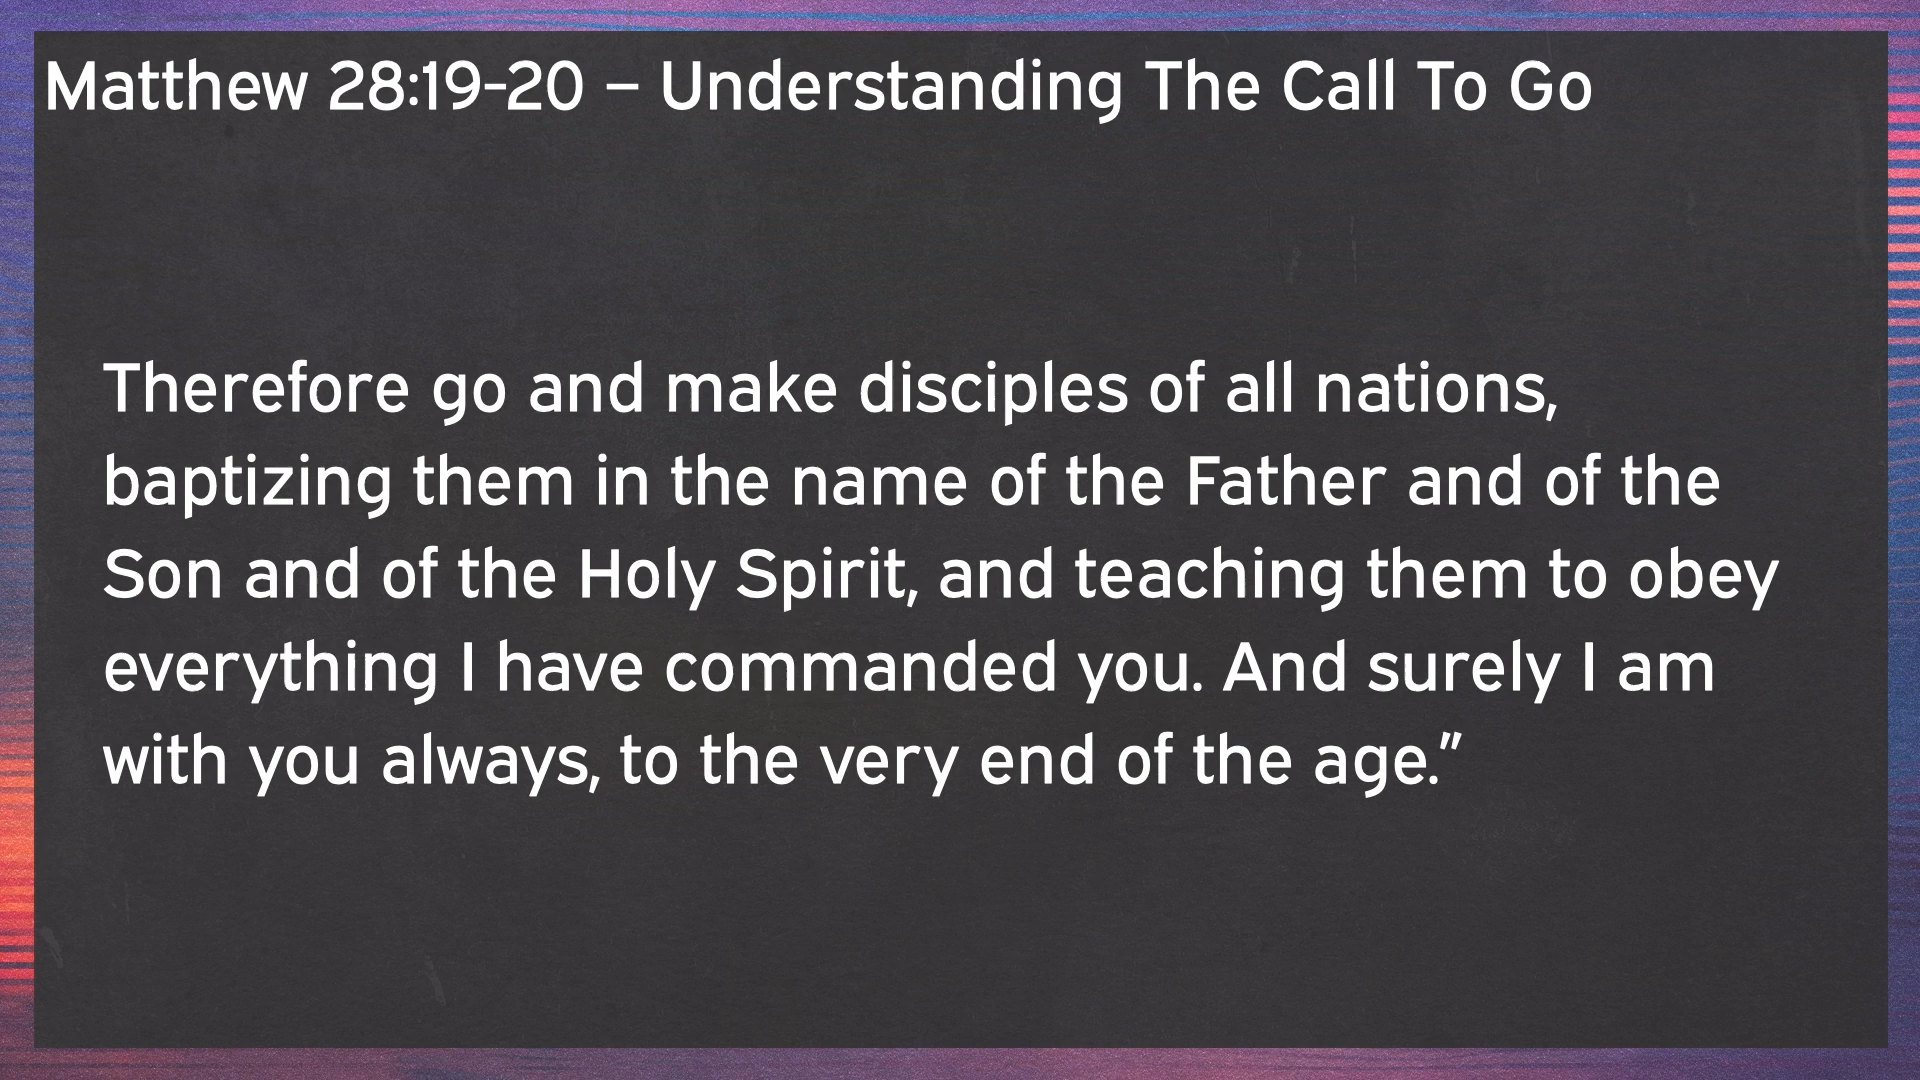 Matthew 28:19-20 – Understanding The Call To Go
Therefore go and make disciples of all nations,
baptizing them in the name of the Father and of the
Son and of the Holy Spirit, and teaching them to obey
everything I have commanded you. And surely I am
with you always, to the very end of the age.”